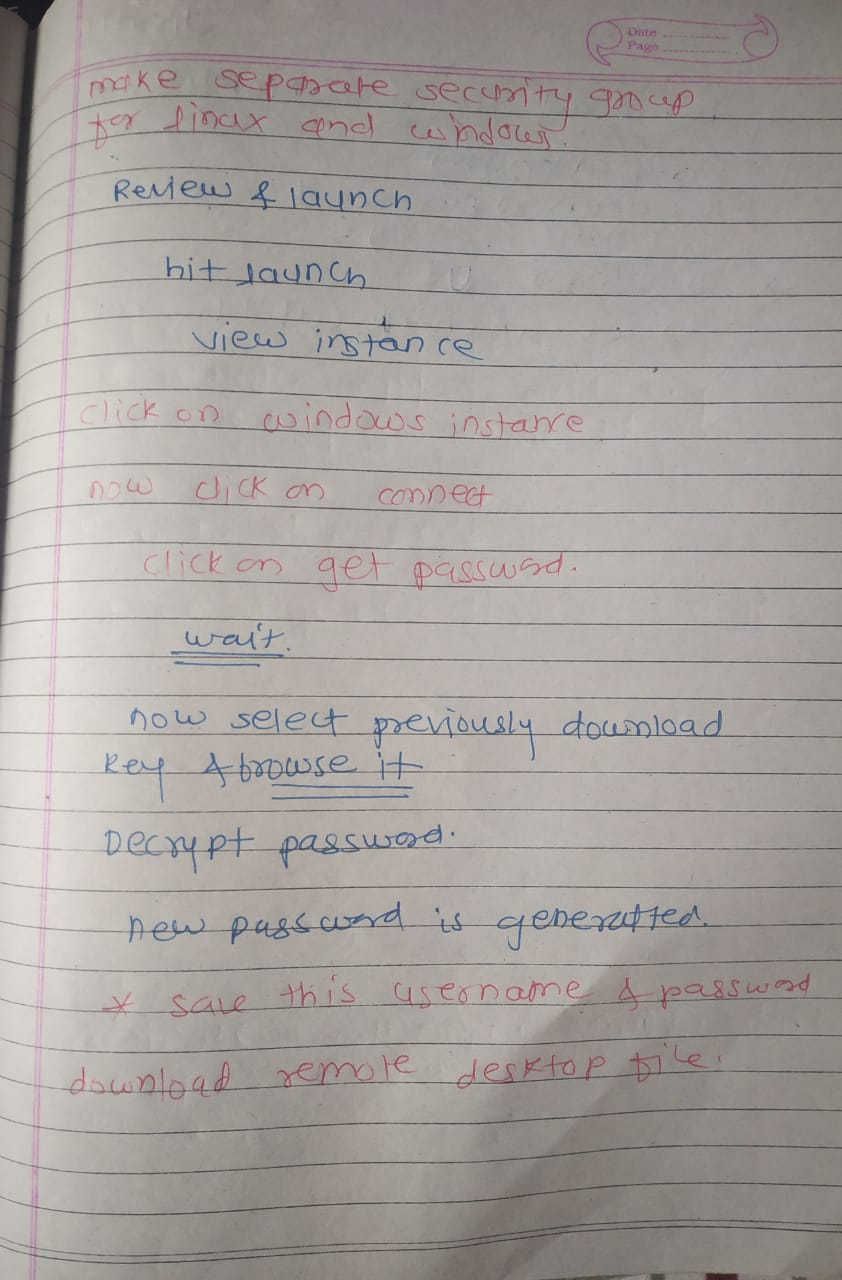 Date ............
Page ............
make separate security group
for linux and windows.
Review & launch
hit launch
view instance
click on windows instance
now click on connect
click on get password.
wait.
now select previously download
key & browse it
Decrypt password.
new password is generatted.
* save this username & password
download remote desktop file.